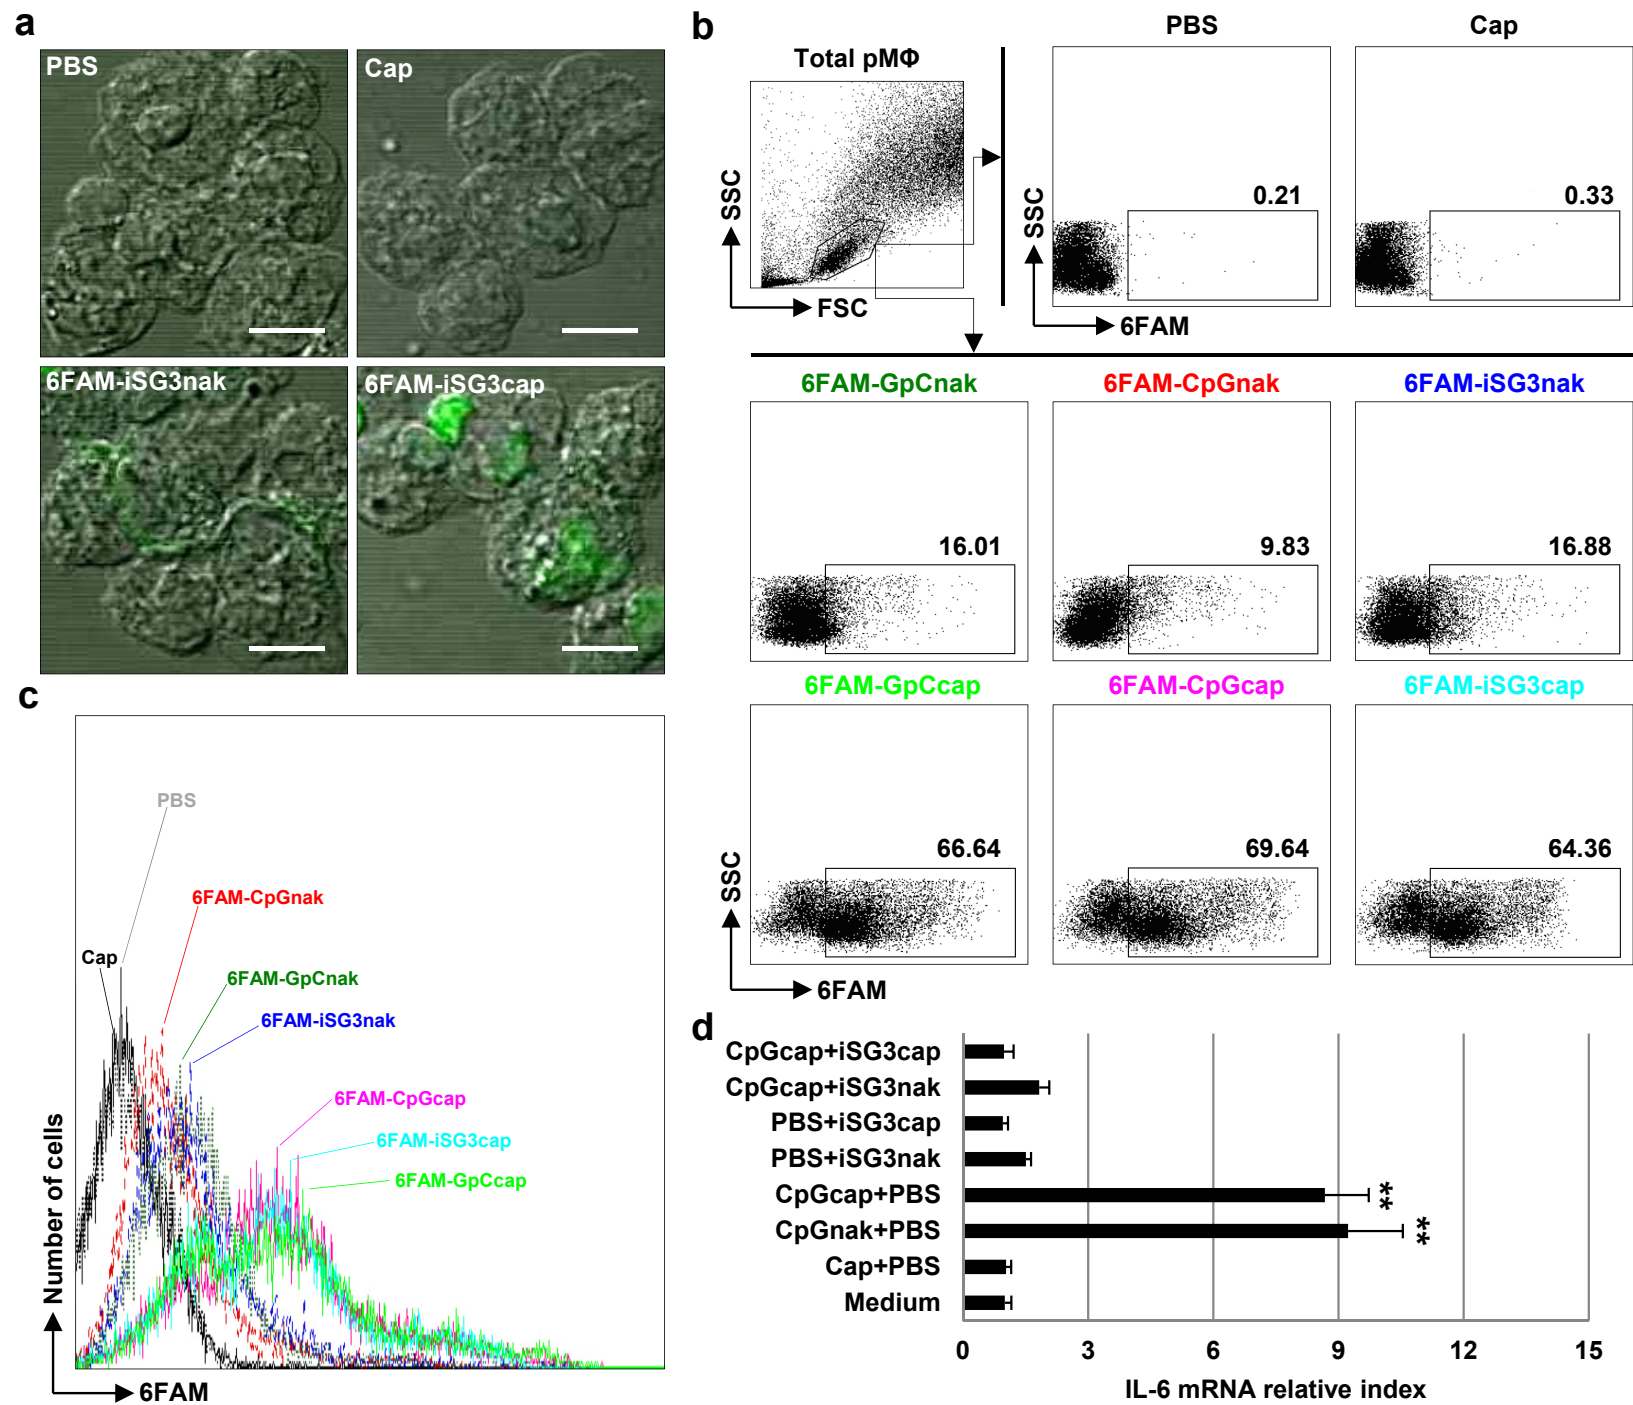 a
PBS
Cap
6FAM-iSG3nak
6FAM-iSG3cap
b
Total pMΦ
SSC
FSC
PBS
Cap
0.21
0.33
SSC
6FAM
6FAM-GpCnak
6FAM-CpGnak
6FAM-iSG3nak
16.01
9.83
16.88
6FAM-GpCcap
6FAM-CpGcap
6FAM-iSG3cap
66.64
69.64
64.36
SSC
6FAM
c
PBS
6FAM-CpGnak
Cap
6FAM-GpCnak
6FAM-iSG3nak
6FAM-CpGcap
6FAM-iSG3cap
6FAM-GpCcap
Number of cells
6FAM
d
CpGcap+iSG3cap
CpGcap+iSG3nak
PBS+iSG3cap
PBS+iSG3nak
CpGcap+PBS
**
CpGnak+PBS
**
Cap+PBS
Medium
0 3 6 9 12 15
IL-6 mRNA relative index